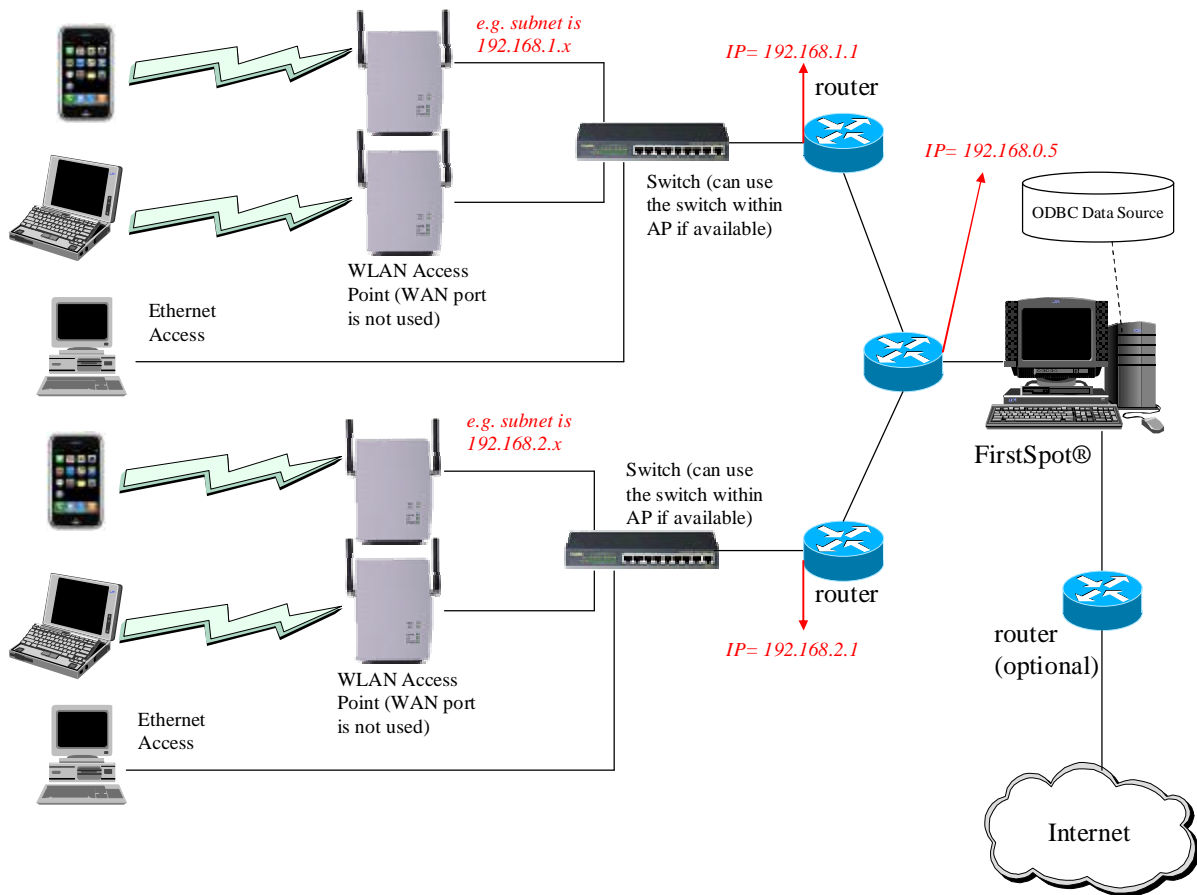 e.g. subnet is
192.168.1.x
IP= 192.168.1.1
router
IP= 192.168.0.5
ODBC Data Source
Switch (can use
the switch within
AP if available)
WLAN Access
Point (WAN port
is not used)
Ethernet
Access
FirstSpot®
e.g. subnet is
192.168.2.x
Switch (can use
the switch within
AP if available)
router
IP= 192.168.2.1
WLAN Access
Point (WAN port
is not used)
Ethernet
Access
router
(optional)
Internet